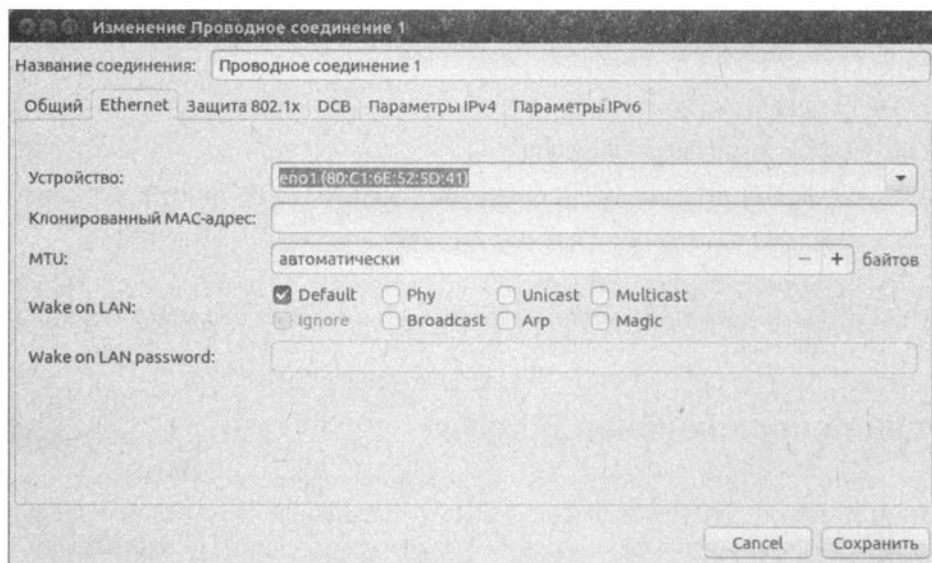 Изменение Проводное соединение 1
Название соединения: Проводное соединение 1
Общий Ethernet Защита 802.1x DCB Параметры IPv4 Параметры IPv6
Устройство: eno1 (80:C1:6E:52:5D:41)
Клонированный MAC-адрес:
MTU: автоматически − + байтов
Wake on LAN: Default Phy Unicast Multicast
Ignore Broadcast Arp Magic
Wake on LAN password:
Cancel Сохранить